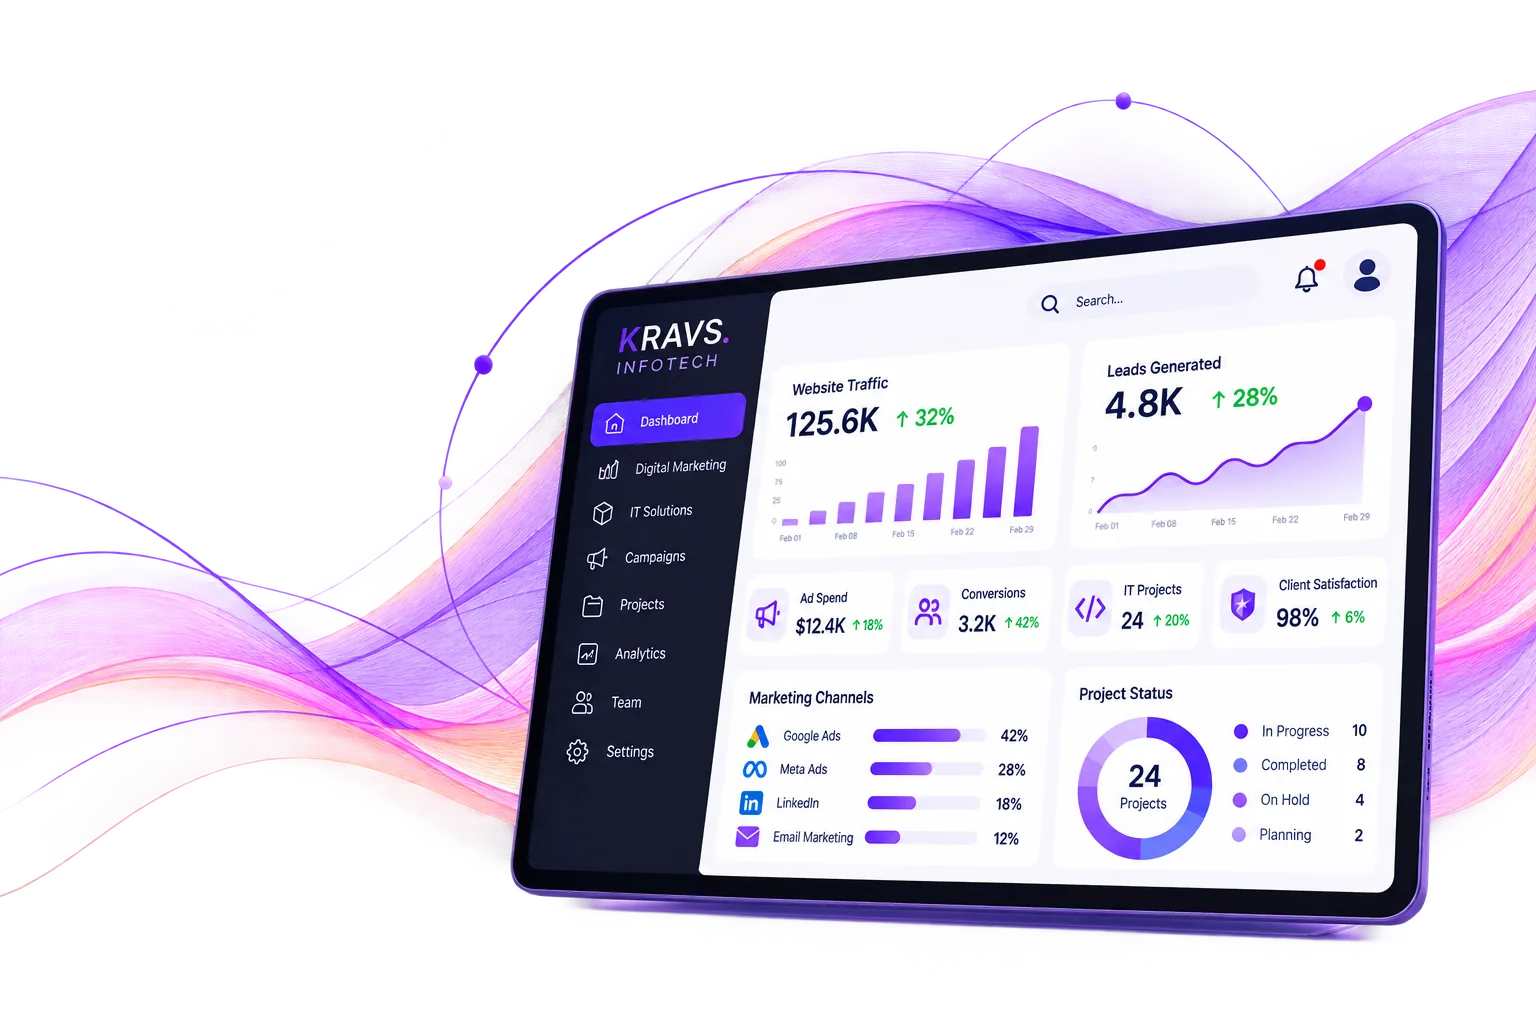 KRAVS.
INFOTECH
Dashboard
Digital Marketing
IT Solutions
Campaigns
Projects
Analytics
Team
Settings
Search...
Website Traffic
125.6K ↑ 32%
100
75
25
0
Feb 01 Feb 08 Feb 15 Feb 22 Feb 29
Leads Generated
4.8K ↑ 28%
Feb 01 Feb 08 Feb 15 Feb 22 Feb 29
Ad Spend
$12.4K ↑ 18%
Conversions
3.2K ↑ 42%
IT Projects
24 ↑ 20%
Client Satisfaction
98% ↑ 6%
Marketing Channels
Google Ads 42%
Meta Ads 28%
in LinkedIn 18%
Email Marketing 12%
Project Status
24
Projects
In Progress 10
Completed 8
On Hold 4
Planning 2